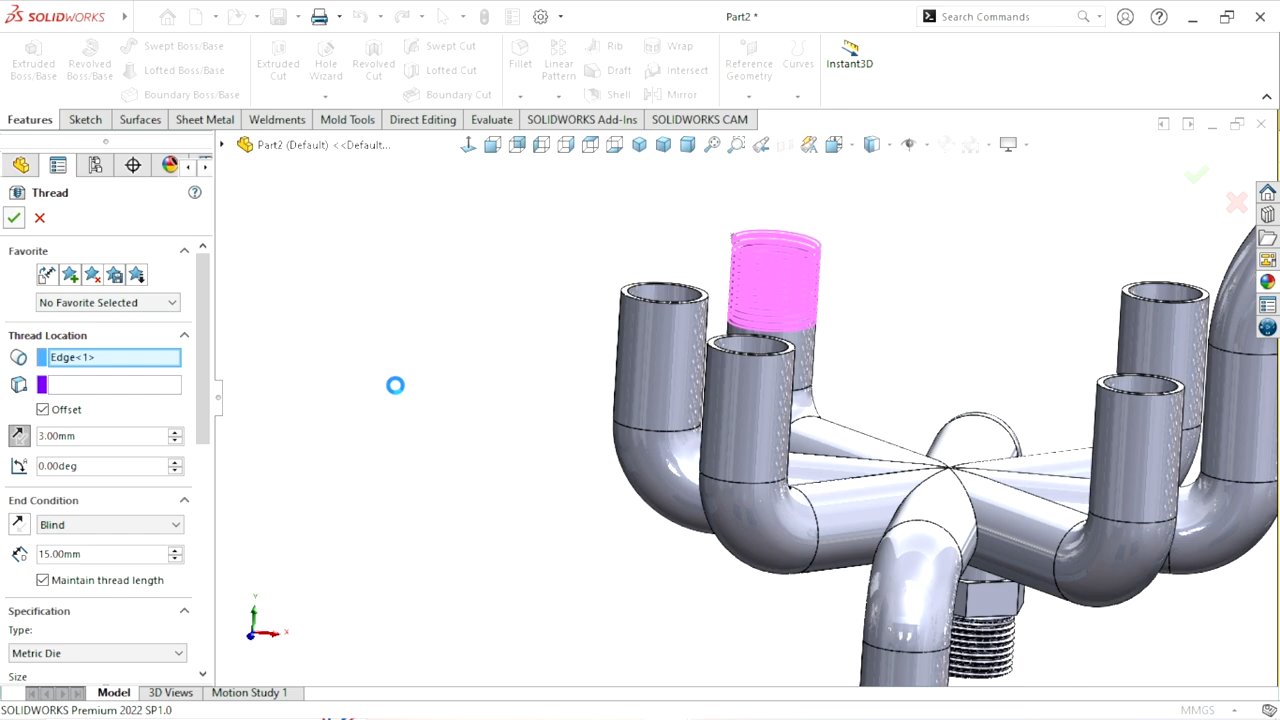 SOLIDWORKS
Part2 *
Search Commands
Extruded Boss/Base
Revolved Boss/Base
Swept Boss/Base
Lofted Boss/Base
Boundary Boss/Base
Extruded Cut
Hole Wizard
Revolved Cut
Swept Cut
Lofted Cut
Boundary Cut
Fillet
Linear Pattern
Rib
Draft
Shell
Wrap
Intersect
Mirror
Reference Geometry
Curves
Instant3D
Features
Sketch
Surfaces
Sheet Metal
Weldments
Mold Tools
Direct Editing
Evaluate
SOLIDWORKS Add-Ins
SOLIDWORKS CAM
Part2 (Default) <<Default...
Thread
Favorite
No Favorite Selected
Thread Location
Edge<1>
Offset
3.00mm
0.00deg
End Condition
Blind
15.00mm
Maintain thread length
Specification
Type:
Metric Die
Size
Y
X
Model
3D Views
Motion Study 1
SOLIDWORKS Premium 2022 SP1.0
MMGS